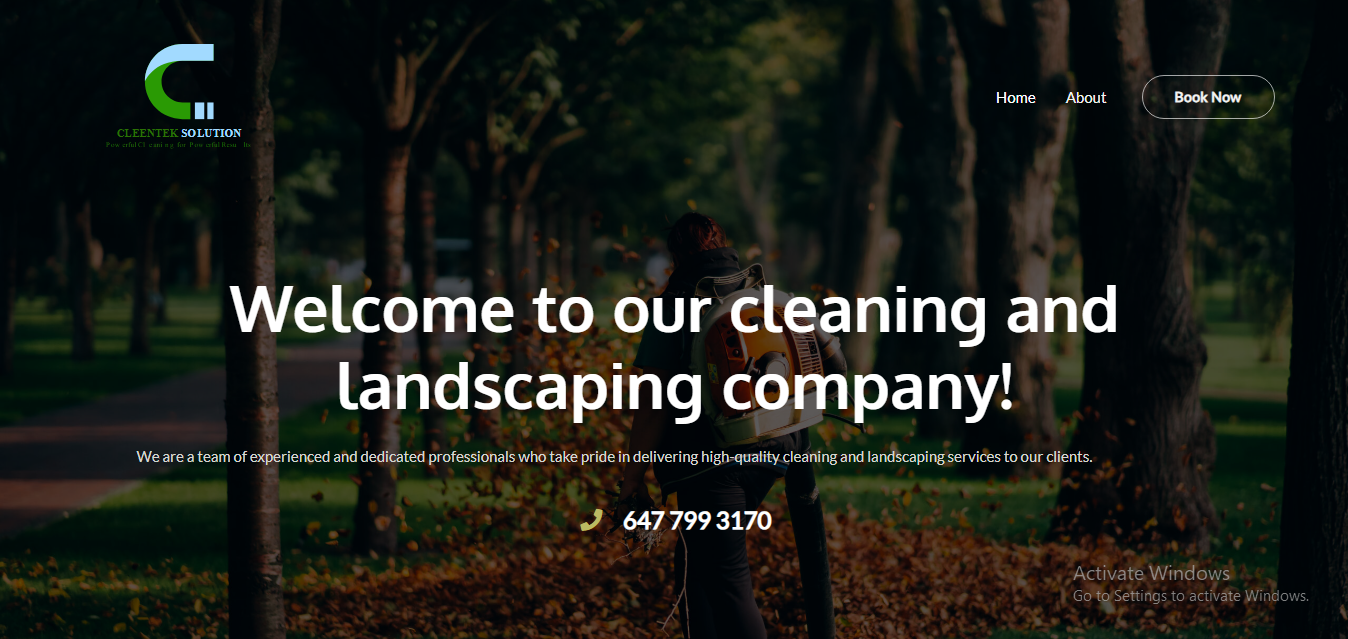 CLEENTEK SOLUTION
Powerful Cleaning for Powerful Results
Home About Book Now
Welcome to our cleaning and
landscaping company!
We are a team of experienced and dedicated professionals who take pride in delivering high-quality cleaning and landscaping services to our clients.
647 799 3170
Activate Windows
Go to Settings to activate Windows.